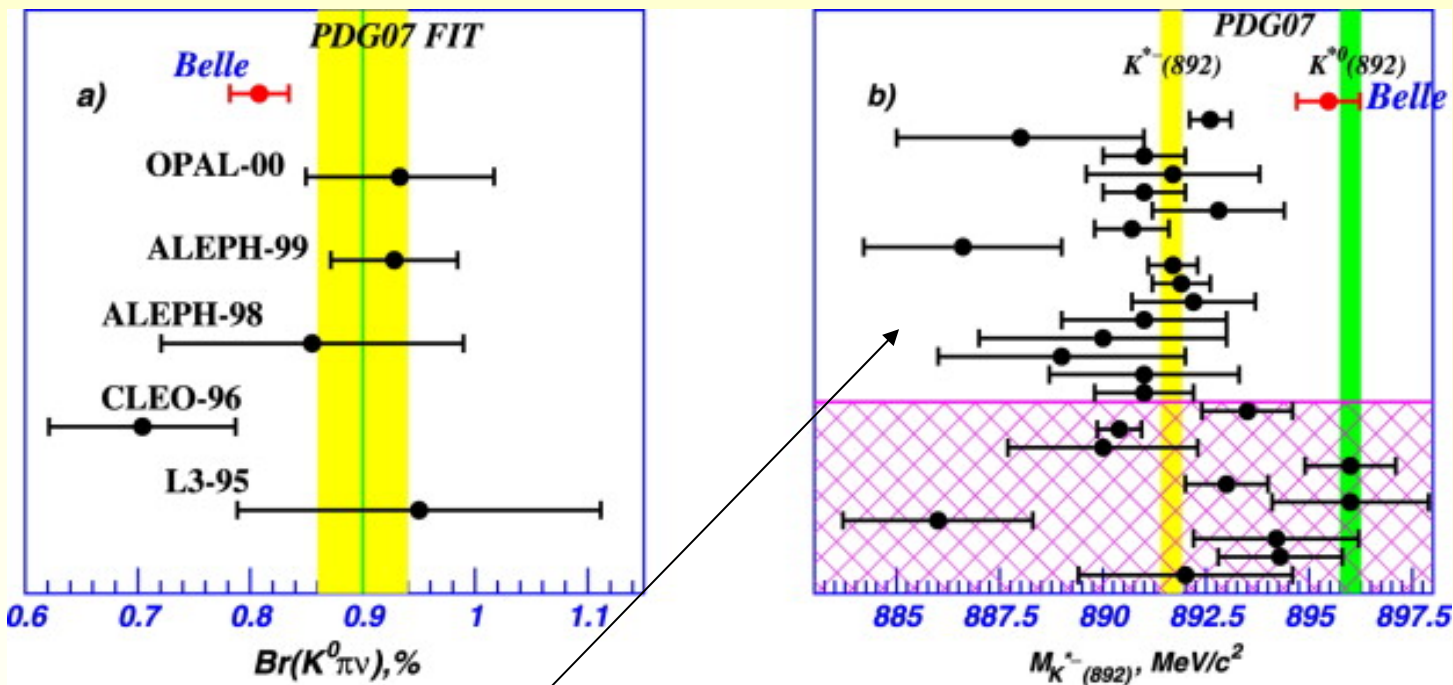 PDG07 FIT
Belle
a)
OPAL-00
ALEPH-99
ALEPH-98
CLEO-96
L3-95
0.6 0.7 0.8 0.9 1 1.1
Br(K⁰πν),%
PDG07
K*-(892) K*0(892)
b)
Belle
885 887.5 890 892.5 895 897.5
M_K*-(892), MeV/c²